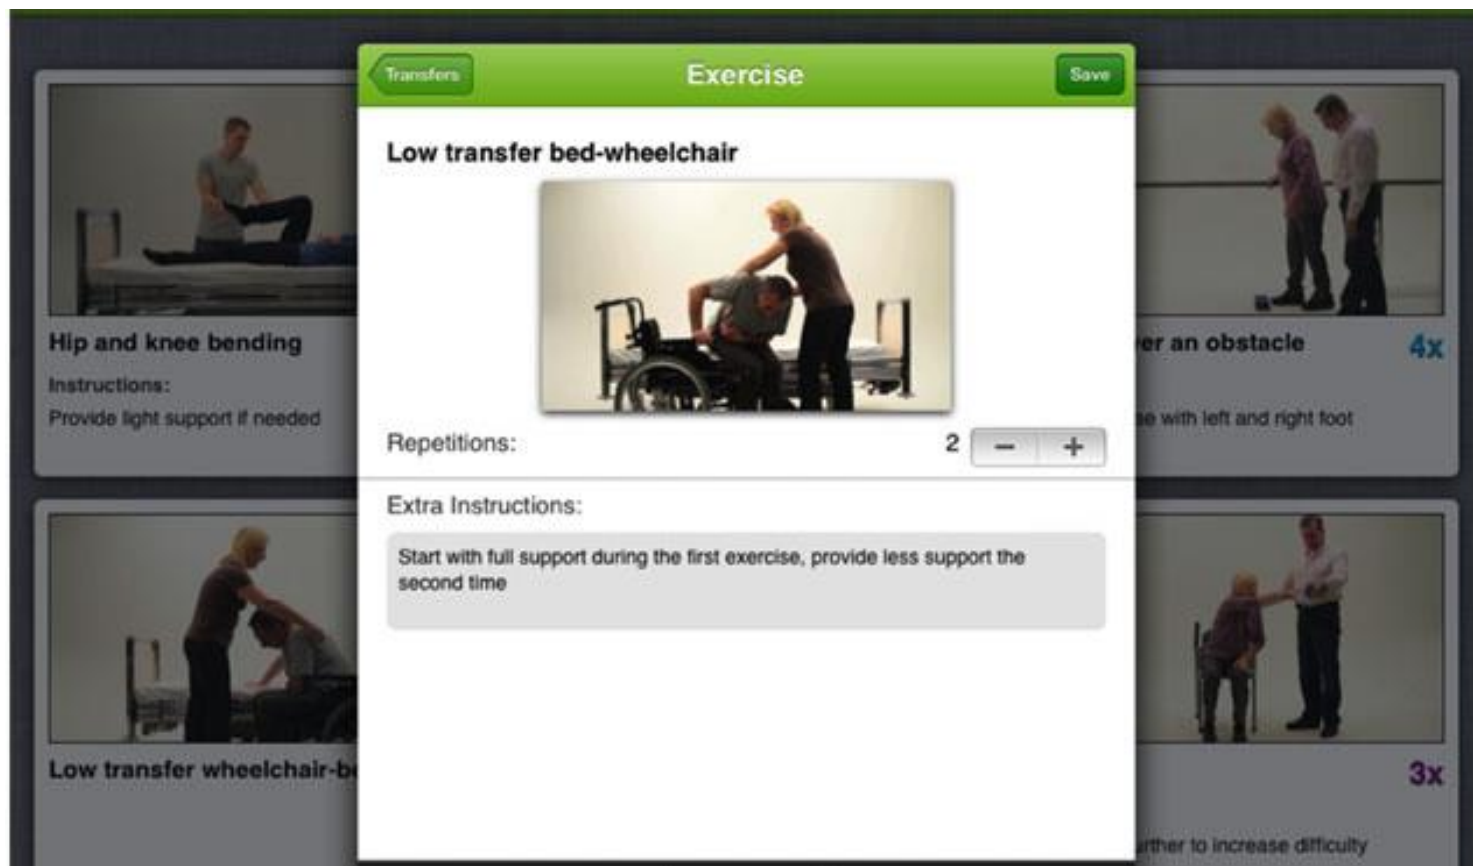 Transfers
Exercise
Save
Low transfer bed-wheelchair
Repetitions:
2 − +
Extra Instructions:
Start with full support during the first exercise, provide less support the
second time
Hip and knee bending
Instructions:
Provide light support if needed
er an obstacle
4x
with left and right foot
Low transfer wheelchair-be
3x
to increase difficulty